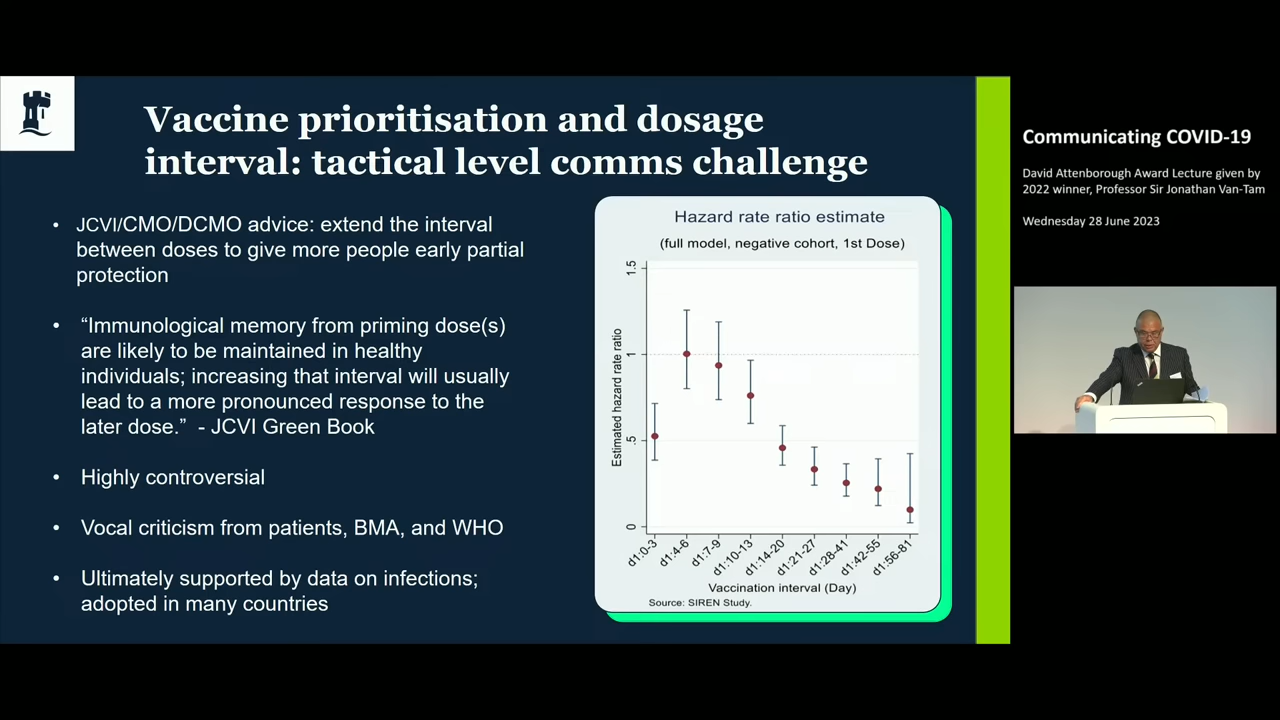 Vaccine prioritisation and dosage
interval: tactical level comms challenge
• JCVI/CMO/DCMO advice: extend the interval
between doses to give more people early partial
protection
• “Immunological memory from priming dose(s)
are likely to be maintained in healthy
individuals; increasing that interval will usually
lead to a more pronounced response to the
later dose.” - JCVI Green Book
• Highly controversial
• Vocal criticism from patients, BMA, and WHO
• Ultimately supported by data on infections;
adopted in many countries
Hazard rate ratio estimate
(full model, negative cohort, 1st Dose)
Estimated hazard rate ratio
1.5
1
.5
0
d1:0-3
d1:4-6
d1:7-9
d1:10-13
d1:14-20
d1:21-27
d1:28-41
d1:42-55
d1:56-81
Vaccination interval (Day)
Source: SIREN Study.
Communicating COVID-19
David Attenborough Award Lecture given by
2022 winner, Professor Sir Jonathan Van-Tam
Wednesday 28 June 2023